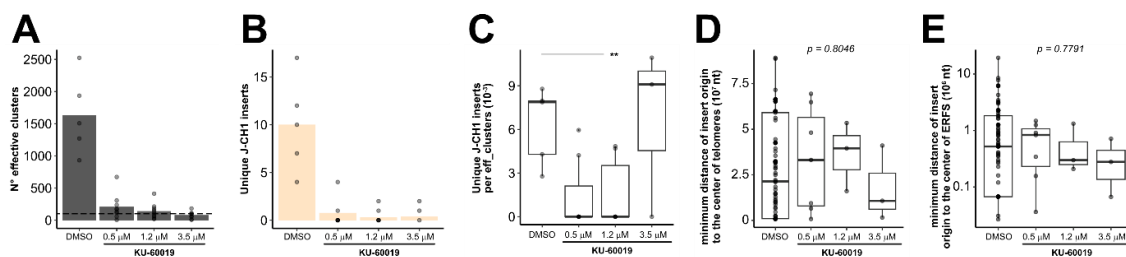 A
N° effective clusters
2500
2000
1500
1000
500
0
DMSO
0.5 µM
1.2 µM
3.5 µM
KU-60019
B
Unique J-CH1 inserts
15
10
5
0
DMSO
0.5 µM
1.2 µM
3.5 µM
KU-60019
C
Unique J-CH1 inserts
per eff_clusters (10⁻³)
**
9
6
3
0
DMSO
0.5 µM
1.2 µM
3.5 µM
KU-60019
D
minimum distance of insert origin
to the center of telomeres (10⁷ nt)
p = 0.8046
7.5
5.0
2.5
0
DMSO
0.5 µM
1.2 µM
3.5 µM
KU-60019
E
minimum distance of insert
origin to the center of ERFS (10⁶ nt)
p = 0.7791
10
1
0.1
DMSO
0.5 µM
1.2 µM
3.5 µM
KU-60019